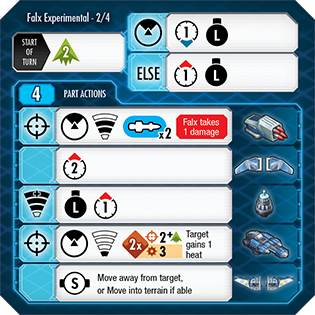 Falx Experimental - 2/4
START
OF
TURN
2
1
L
ELSE
1
L
4
PART ACTIONS
x2
Falx takes
1 damage
2
L
1
2x
2+
3
Target
gains 1
heat
S
Move away from target,
or Move into terrain if able